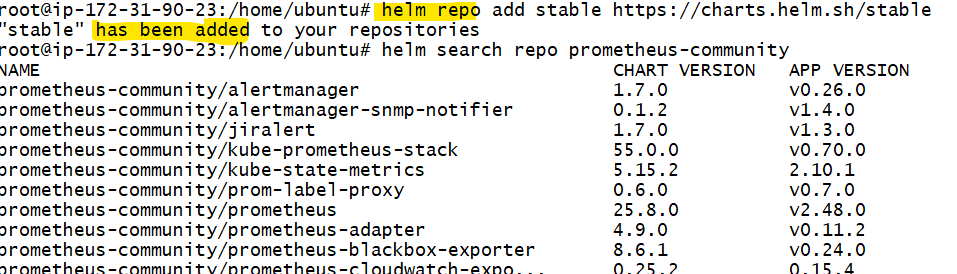 root@ip-172-31-90-23:/home/ubuntu# helm repo add stable https://charts.helm.sh/stable
"stable" has been added to your repositories
root@ip-172-31-90-23:/home/ubuntu# helm search repo prometheus-community
NAME CHART VERSION APP VERSION
prometheus-community/alertmanager 1.7.0 v0.26.0
prometheus-community/alertmanager-snmp-notifier 0.1.2 v1.4.0
prometheus-community/jiralert 1.7.0 v1.3.0
prometheus-community/kube-prometheus-stack 55.0.0 v0.70.0
prometheus-community/kube-state-metrics 5.15.2 2.10.1
prometheus-community/prom-label-proxy 0.6.0 v0.7.0
prometheus-community/prometheus 25.8.0 v2.48.0
prometheus-community/prometheus-adapter 4.9.0 v0.11.2
prometheus-community/prometheus-blackbox-exporter 8.6.1 v0.24.0
prometheus-community/prometheus-cloudwatch-expo... 0.25.2 0.15.4